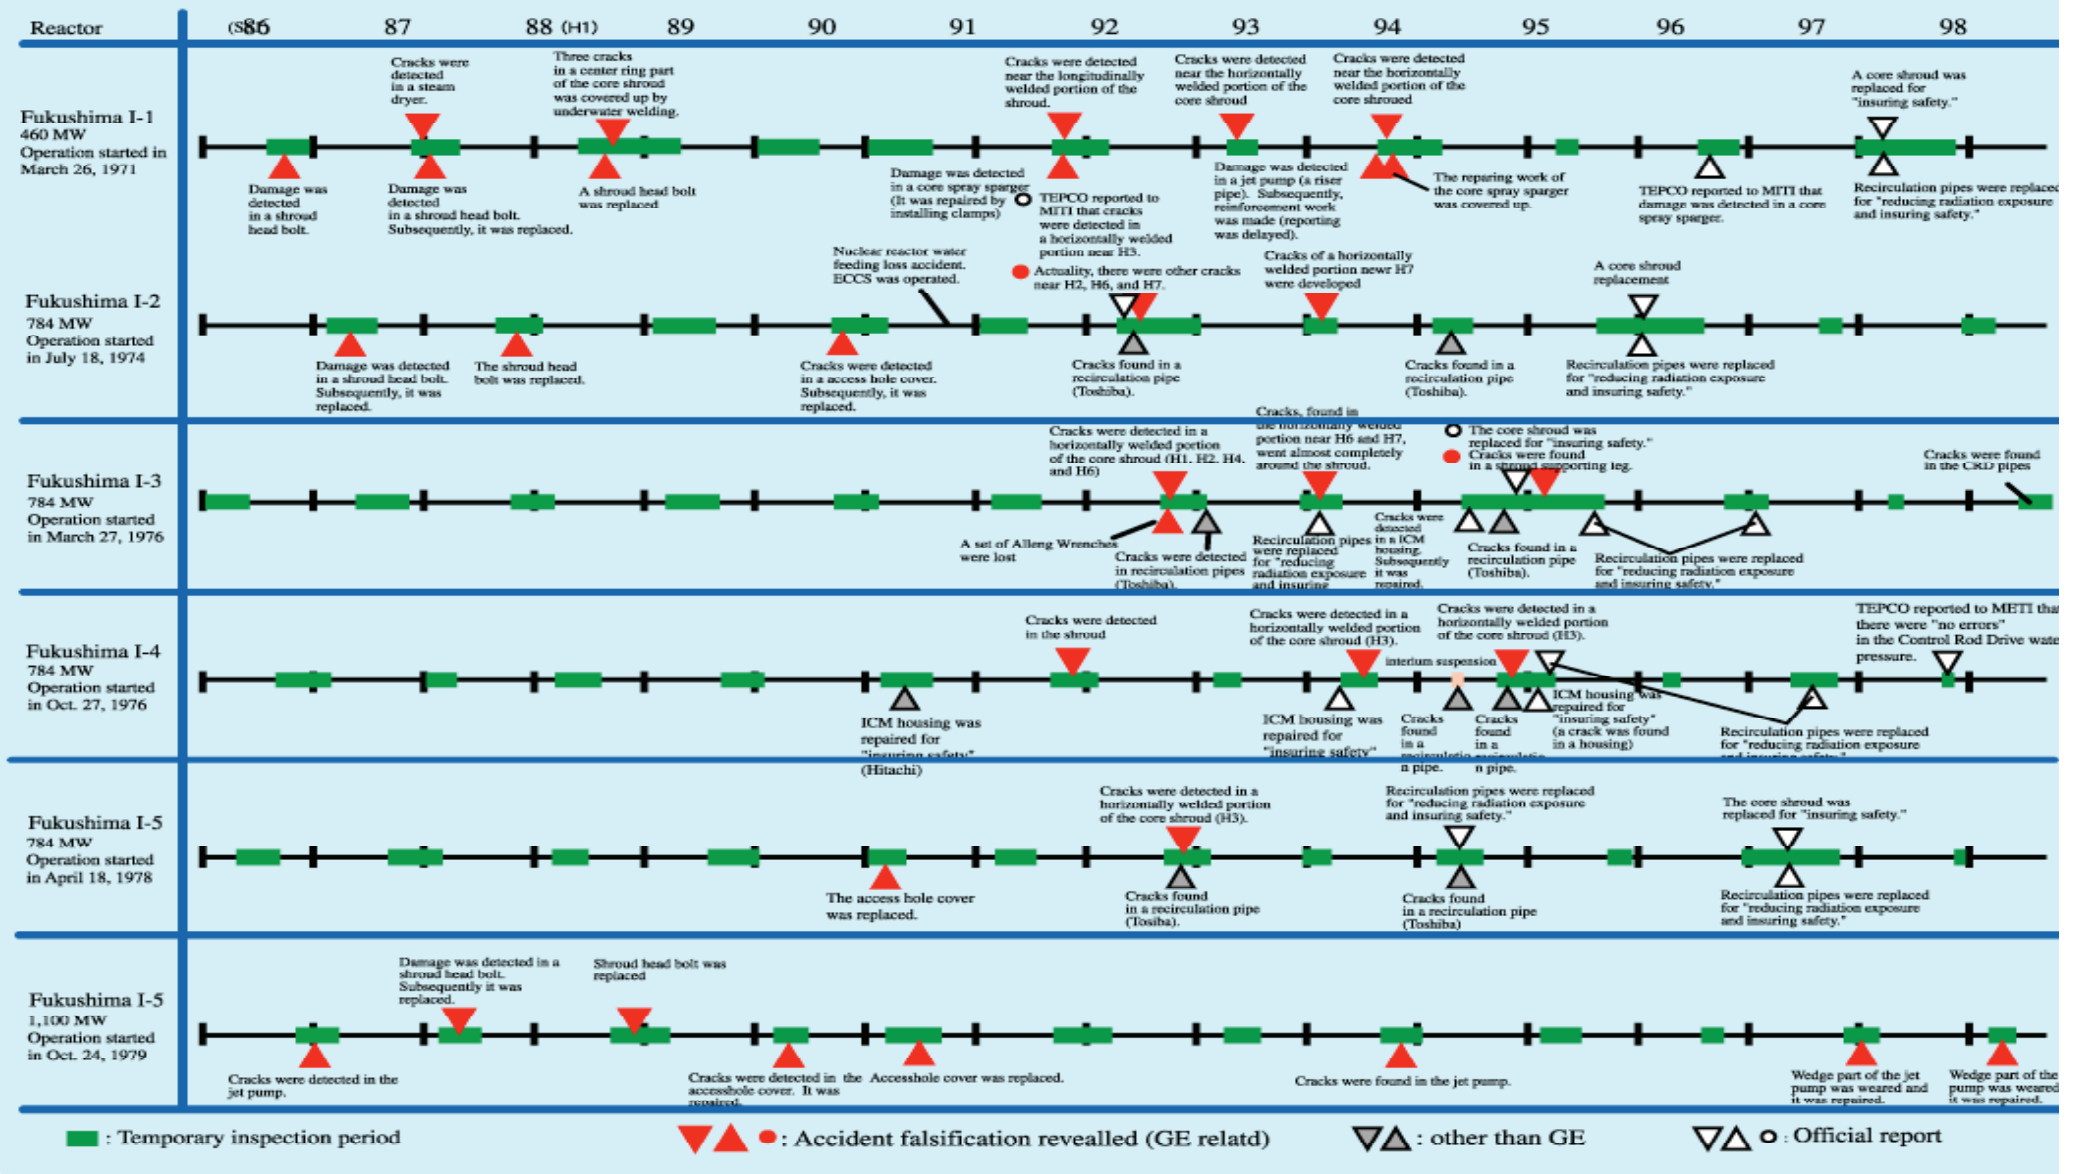 Reactor
86 87 88 (H1) 89 90 91 92 93 94 95 96 97 98
Fukushima I-1
460 MW
Operation started in
March 26, 1971
Cracks were
detected
in a steam
dryer.
Three cracks
in a center ring part
of the core shroud
was covered up by
underwater welding.
Cracks were detected
near the longitudinally
welded portion of the
shroud.
Cracks were detected
near the horizontally
welded portion of the
core shroud
Cracks were detected
near the horizontally
welded portion of the
core shroued
A core shroud was
replaced for
"insuring safety."
Damage was
detected
in a shroud
head bolt.
Damage was
detected
in a shroud head bolt.
Subsequently, it was replaced.
A shroud head bolt
was replaced
Damage was detected
in a core spray sparger
(It was repaired by
installing clamps)
TEPCO reported to
MITI that cracks
were detected in
a horizontally welded
portion near H3.
Actuality, there were other cracks
near H2, H6, and H7.
Damage was detected
in a jet pump (a riser
pipe). Subsequently,
reinforcement work
was made (reporting
was delayed).
The reparing work of
the core spray sparger
was covered up.
TEPCO reported to MITI that
damage was detected in a core
spray sparger.
Recirculation pipes were replaced
for "reducing radiation exposure
and insuring safety."
Fukushima I-2
784 MW
Operation started
in July 18, 1974
Nuclear reactor water
feeding loss accident.
ECCS was operated.
Cracks of a horizontally
welded portion newr H7
were developed
A core shroud
replacement
Damage was detected
in a shroud head bolt.
Subsequently, it was
replaced.
The shroud head
bolt was replaced.
Cracks were detected
in a access hole cover.
Subsequently, it was
replaced.
Cracks found in a
recirculation pipe
(Toshiba).
Cracks found in a
recirculation pipe
(Toshiba).
Recirculation pipes were replaced
for "reducing radiation exposure
and insuring safety."
Fukushima I-3
784 MW
Operation started
in March 27, 1976
Cracks were detected in a
horizontally welded portion
of the core shroud (H1. H2. H4.
and H6)
Cracks, found in
the horizontally welded
portion near H6 and H7,
went almost completely
around the shroud.
The core shroud was
replaced for "insuring safety."
Cracks were found
in a shroud supporting leg.
Cracks were found
in the CRD pipes
A set of Alleng Wrenches
were lost
Cracks were detected
in recirculation pipes
(Toshiba).
Recirculation pipes
were replaced
for "reducing
radiation exposure
and insuring
Cracks were
detected
in a ICM
housing.
Subsequently
it was
repaired.
Cracks found in a
recirculation pipe
(Toshiba).
Recirculation pipes were replaced
for "reducing radiation exposure
and insuring safety."
Fukushima I-4
784 MW
Operation started
in Oct. 27, 1976
Cracks were detected
in the shroud
Cracks were detected in a
horizontally welded portion
of the core shroud (H3).
Cracks were detected in a
horizontally welded portion
of the core shroud (H3).
interium suspension
TEPCO reported to METI tha
there were "no errors"
in the Control Rod Drive wate
pressure.
ICM housing was
repaired for
"insuring safety"
(Hitachi)
ICM housing was
repaired for
"insuring safety"
Cracks
found
in a
recirculatio
n pipe.
Cracks
found
in a
recirculatio
n pipe.
ICM housing was
repaired for
"insuring safety"
(a crack was found
in a housing)
Recirculation pipes were replaced
for "reducing radiation exposure
and insuring safety."
Fukushima I-5
784 MW
Operation started
in April 18, 1978
Cracks were detected in a
horizontally welded portion
of the core shroud (H3).
Recirculation pipes were replaced
for "reducing radiation exposure
and insuring safety."
The core shroud was
replaced for "insuring safety."
The access hole cover
was replaced.
Cracks found
in a recirculation pipe
(Tosiba).
Cracks found
in a recirculation pipe
(Toshiba)
Recirculation pipes were replaced
for "reducing radiation exposure
and insuring safety."
Fukushima I-5
1,100 MW
Operation started
in Oct. 24, 1979
Damage was detected in a
shroud head bolt.
Subsequently it was
replaced.
Shroud head bolt was
replaced
Cracks were detected in the
jet pump.
Cracks were detected in the
accesshole cover. It was
repaired.
Accesshole cover was replaced.
Cracks were found in the jet pump.
Wedge part of the jet
pump was weared and
it was repaired.
Wedge part of the
pump was weared
it was repaired.
: Temporary inspection period
: Accident falsification revealled (GE relatd)
: other than GE
: Official report